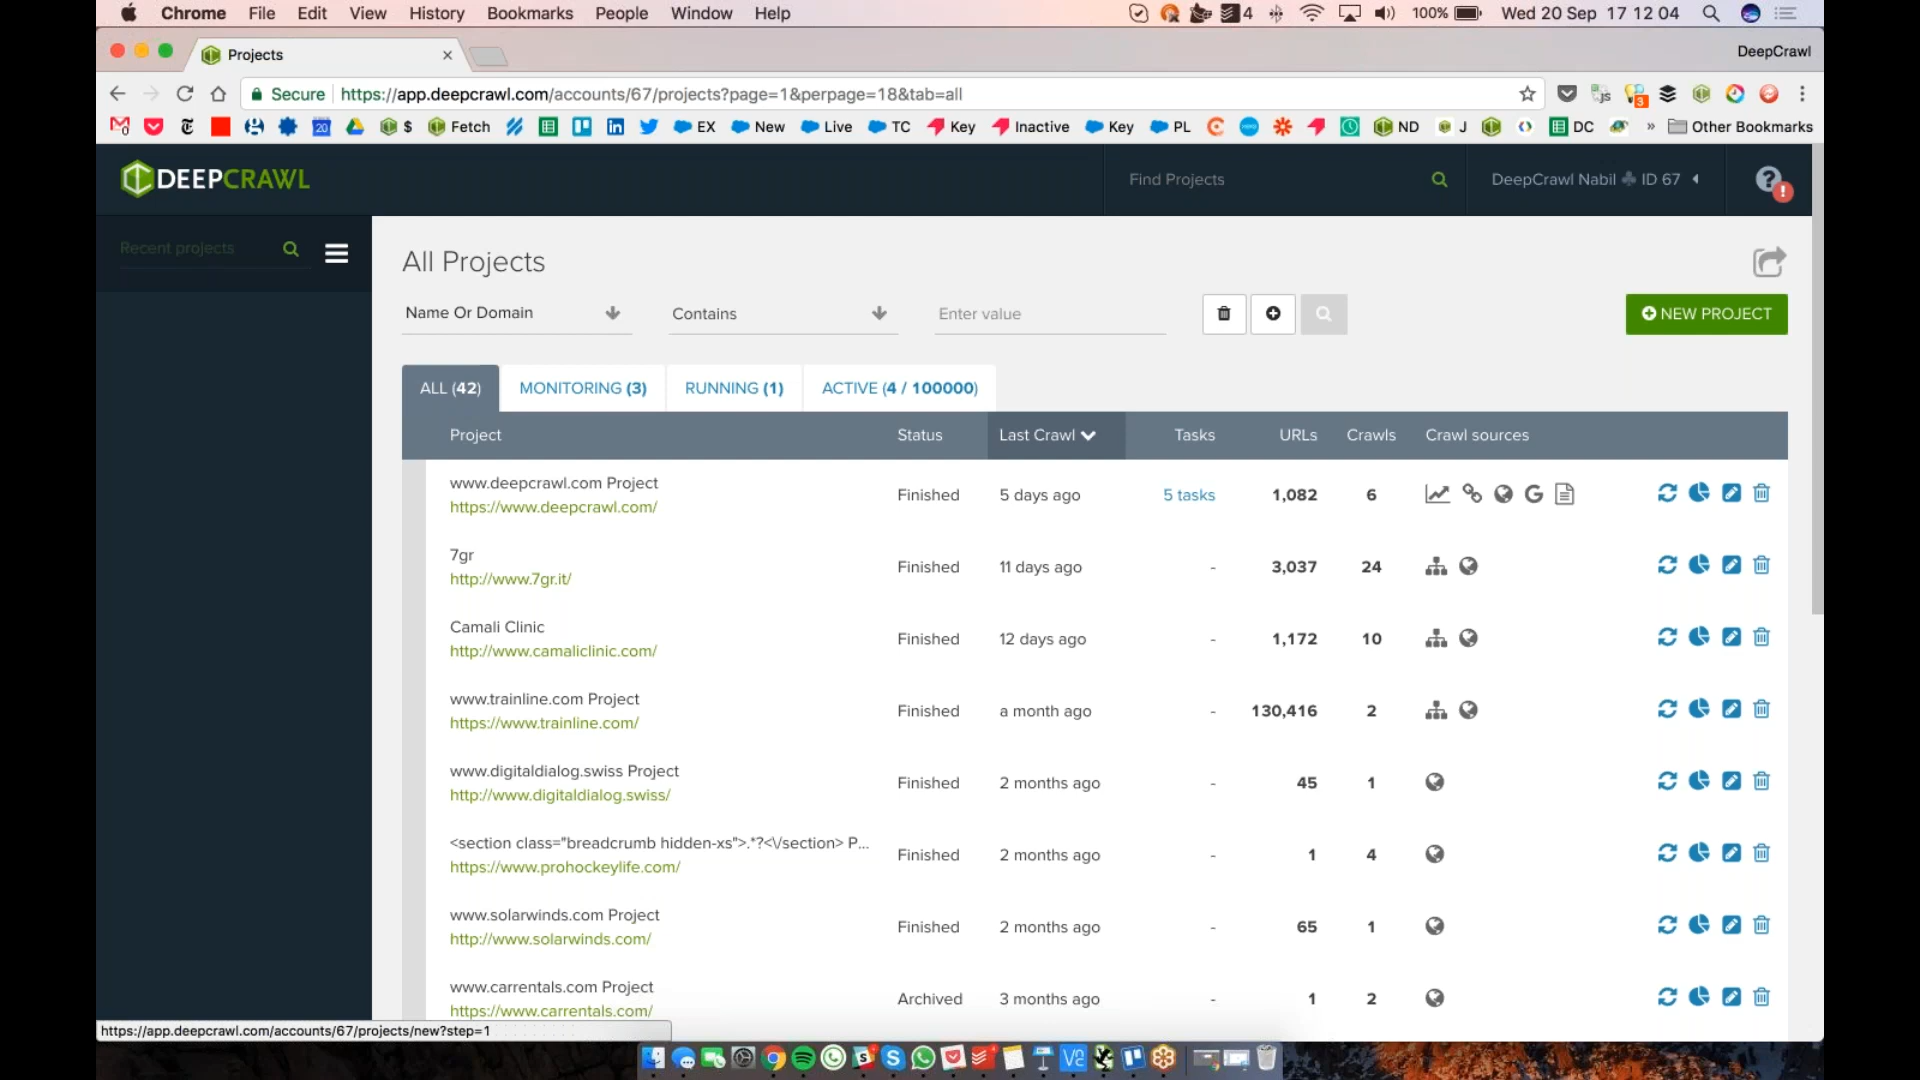 Chrome File Edit View History Bookmarks People Window Help 4 100% Wed 20 Sep 17 12 04
Projects DeepCrawl
Secure https://app.deepcrawl.com/accounts/67/projects?page=1&perpage=18&tab=all 3
20 $ Fetch EX New Live TC Key Inactive Key PL ND J DC » Other Bookmarks
DEEPCRAWL Find Projects DeepCrawl Nabil ID 67 ? !
Recent projects
All Projects
Name Or Domain Contains Enter value NEW PROJECT
ALL (42) MONITORING (3) RUNNING (1) ACTIVE (4 / 100000)
Project Status Last Crawl Tasks URLs Crawls Crawl sources
www.deepcrawl.com Project
https://www.deepcrawl.com/
Finished 5 days ago 5 tasks 1,082 6
7gr
http://www.7gr.it/
Finished 11 days ago - 3,037 24
Camali Clinic
http://www.camaliclinic.com/
Finished 12 days ago - 1,172 10
www.trainline.com Project
https://www.trainline.com/
Finished a month ago - 130,416 2
www.digitaldialog.swiss Project
http://www.digitaldialog.swiss/
Finished 2 months ago - 45 1
<section class="breadcrumb hidden-xs">.*?<\/section> P...
https://www.prohockeylife.com/
Finished 2 months ago - 1 4
www.solarwinds.com Project
http://www.solarwinds.com/
Finished 2 months ago - 65 1
www.carrentals.com Project
https://www.carrentals.com/
Archived 3 months ago - 1 2
https://app.deepcrawl.com/accounts/67/projects/new?step=1